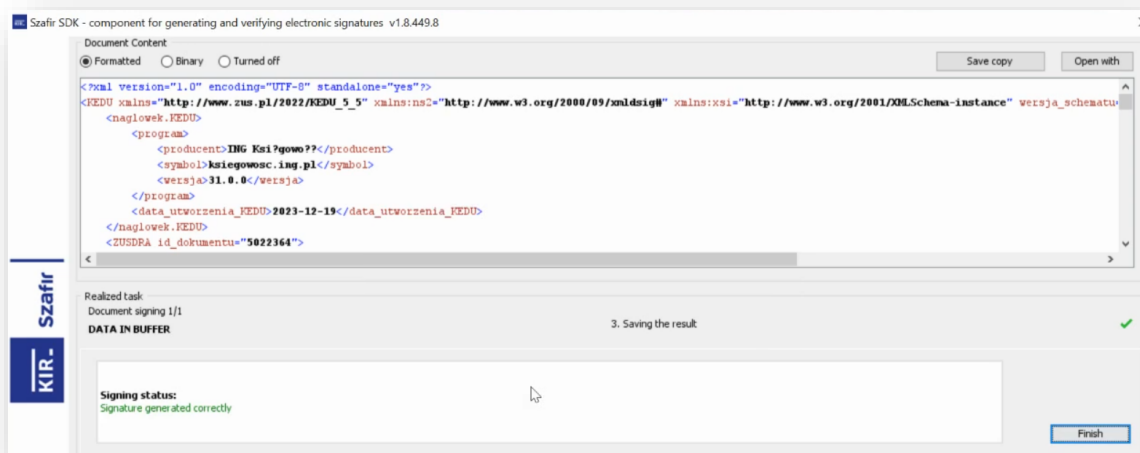 Szafir SDK - component for generating and verifying electronic signatures v1.8.449.8
Document Content
Formatted Binary Turned off Save copy Open with
<?xml version="1.0" encoding="UTF-8" standalone="yes"?>
<KEDU xmlns="http://www.zus.pl/2022/KEDU_5_5" xmlns:ns2="http://www.w3.org/2000/09/xmldsig#" xmlns:xsi="http://www.w3.org/2001/XMLSchema-instance" wersja_schematu=
<naglowek.KEDU>
<program>
<producent>ING Ksi?gowo??</producent>
<symbol>ksiegowosc.ing.pl</symbol>
<wersja>31.0.0</wersja>
</program>
<data_utworzenia_KEDU>2023-12-19</data_utworzenia_KEDU>
</naglowek.KEDU>
<ZUSDRA id_dokumentu="5022364">
Szafir
KIR
Realized task
Document signing 1/1
DATA IN BUFFER
3. Saving the result
Signing status:
Signature generated correctly
Finish